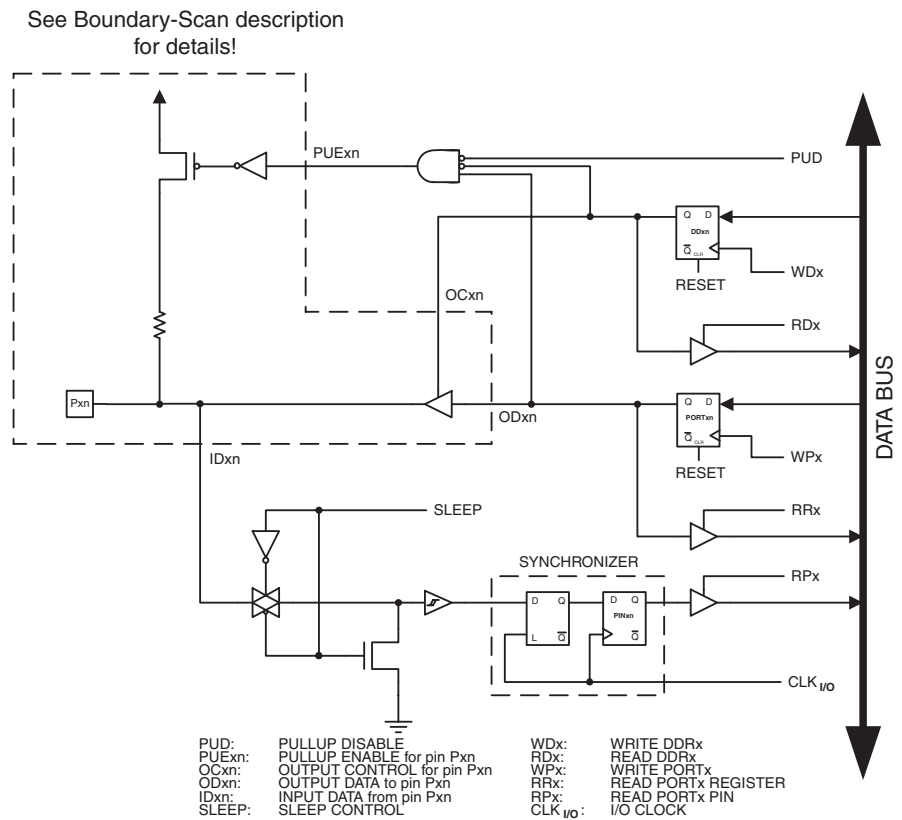 See Boundary-Scan description
for details!
PUExn
PUD
Q D
DDxn
Q CLR
WDx
RESET
OCxn
RDx
Pxn
ODxn
Q D
PORTxn
Q CLR
WPx
RESET
IDxn
SLEEP
RRx
SYNCHRONIZER
RPx
D Q
L Q
D Q
PINxn
Q
CLK I/O
DATA BUS
PUD: PULLUP DISABLE
PUExn: PULLUP ENABLE for pin Pxn
OCxn: OUTPUT CONTROL for pin Pxn
ODxn: OUTPUT DATA to pin Pxn
IDxn: INPUT DATA from pin Pxn
SLEEP: SLEEP CONTROL
WDx: WRITE DDRx
RDx: READ DDRx
WPx: WRITE PORTx
RRx: READ PORTx REGISTER
RPx: READ PORTx PIN
CLK I/O: I/O CLOCK